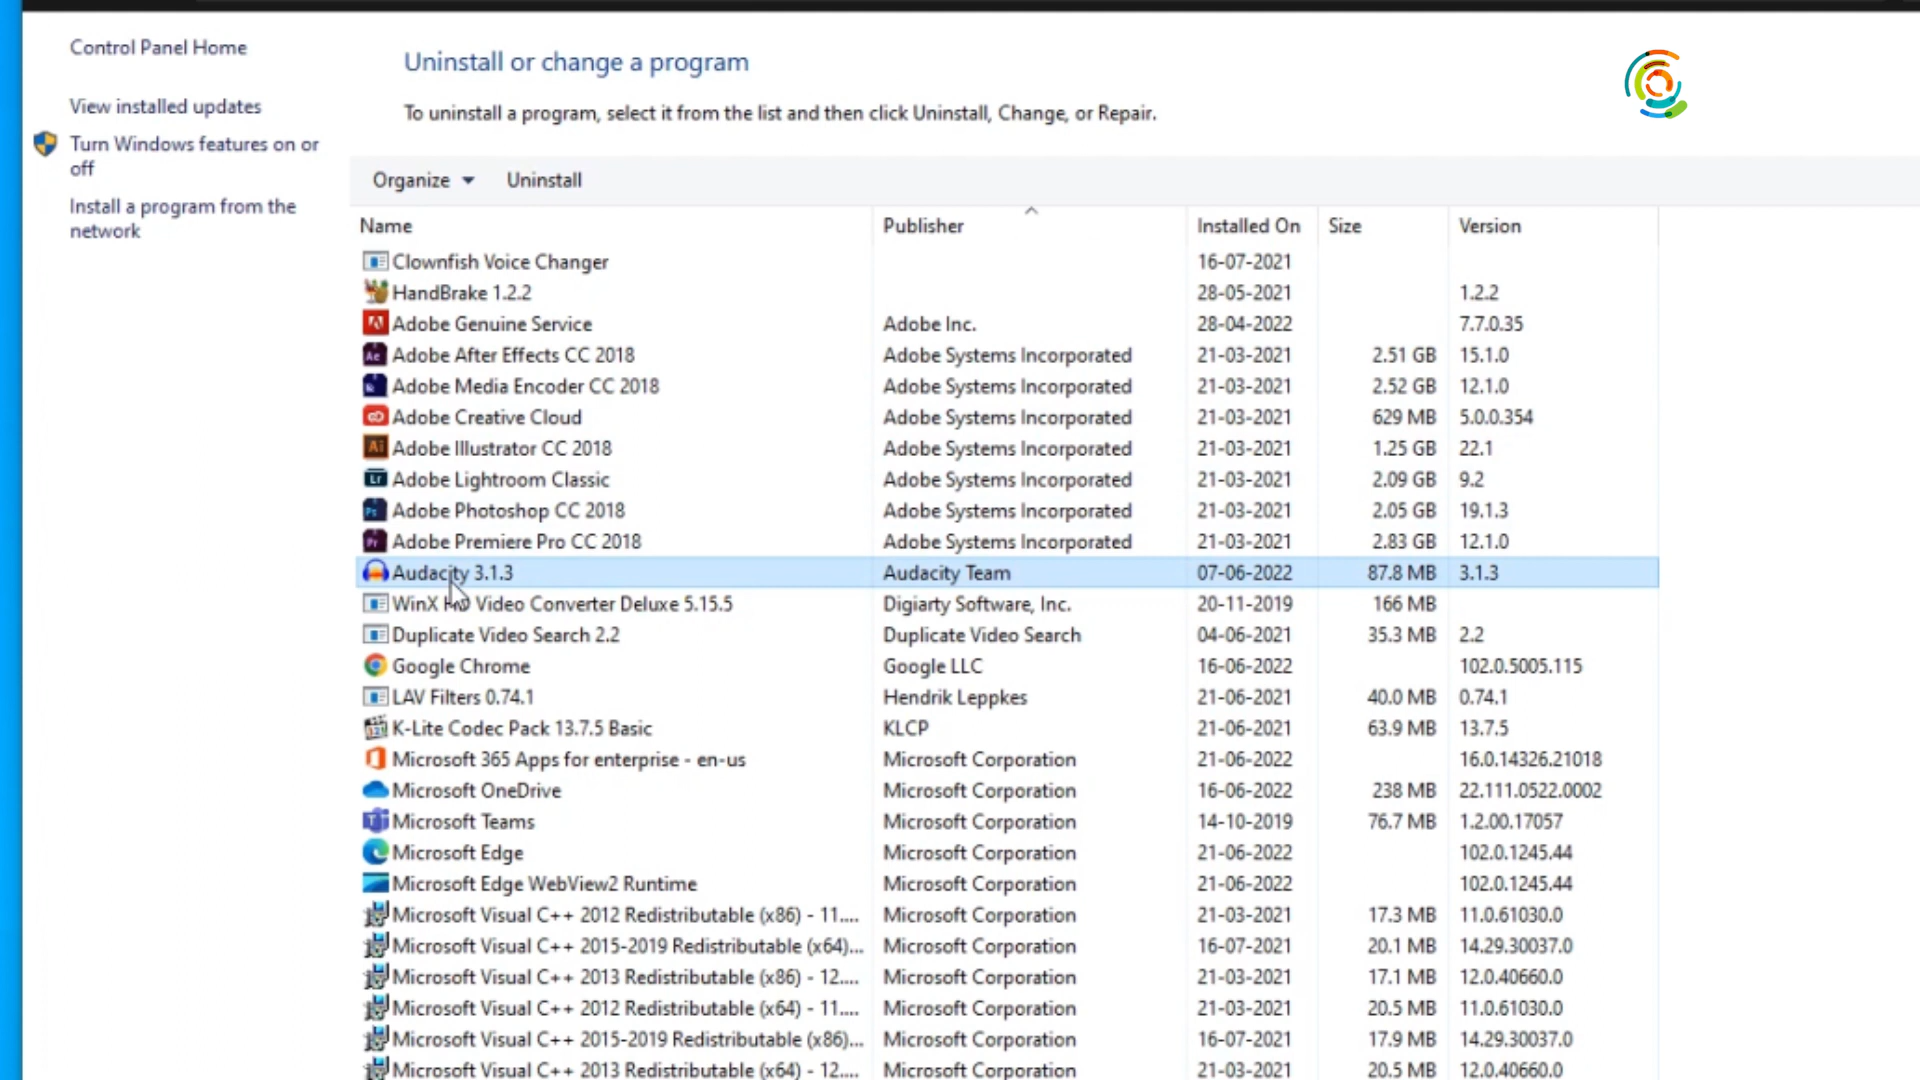 Control Panel Home
View installed updates
Turn Windows features on or
off
Install a program from the
network
Uninstall or change a program
To uninstall a program, select it from the list and then click Uninstall, Change, or Repair.
Organize Uninstall
Name Publisher Installed On Size Version
Clownfish Voice Changer 16-07-2021
HandBrake 1.2.2 28-05-2021 1.2.2
Adobe Genuine Service Adobe Inc. 28-04-2022 7.7.0.35
Adobe After Effects CC 2018 Adobe Systems Incorporated 21-03-2021 2.51 GB 15.1.0
Adobe Media Encoder CC 2018 Adobe Systems Incorporated 21-03-2021 2.52 GB 12.1.0
Adobe Creative Cloud Adobe Systems Incorporated 21-03-2021 629 MB 5.0.0.354
Adobe Illustrator CC 2018 Adobe Systems Incorporated 21-03-2021 1.25 GB 22.1
Adobe Lightroom Classic Adobe Systems Incorporated 21-03-2021 2.09 GB 9.2
Adobe Photoshop CC 2018 Adobe Systems Incorporated 21-03-2021 2.05 GB 19.1.3
Adobe Premiere Pro CC 2018 Adobe Systems Incorporated 21-03-2021 2.83 GB 12.1.0
Audacity 3.1.3 Audacity Team 07-06-2022 87.8 MB 3.1.3
WinX HD Video Converter Deluxe 5.15.5 Digiarty Software, Inc. 20-11-2019 166 MB
Duplicate Video Search 2.2 Duplicate Video Search 04-06-2021 35.3 MB 2.2
Google Chrome Google LLC 16-06-2022 102.0.5005.115
LAV Filters 0.74.1 Hendrik Leppkes 21-06-2021 40.0 MB 0.74.1
K-Lite Codec Pack 13.7.5 Basic KLCP 21-06-2021 63.9 MB 13.7.5
Microsoft 365 Apps for enterprise - en-us Microsoft Corporation 21-06-2022 16.0.14326.21018
Microsoft OneDrive Microsoft Corporation 16-06-2022 238 MB 22.111.0522.0002
Microsoft Teams Microsoft Corporation 14-10-2019 76.7 MB 1.2.00.17057
Microsoft Edge Microsoft Corporation 21-06-2022 102.0.1245.44
Microsoft Edge WebView2 Runtime Microsoft Corporation 21-06-2022 102.0.1245.44
Microsoft Visual C++ 2012 Redistributable (x86) - 11.... Microsoft Corporation 21-03-2021 17.3 MB 11.0.61030.0
Microsoft Visual C++ 2015-2019 Redistributable (x64)... Microsoft Corporation 16-07-2021 20.1 MB 14.29.30037.0
Microsoft Visual C++ 2013 Redistributable (x86) - 12.... Microsoft Corporation 21-03-2021 17.1 MB 12.0.40660.0
Microsoft Visual C++ 2012 Redistributable (x64) - 11.... Microsoft Corporation 21-03-2021 20.5 MB 11.0.61030.0
Microsoft Visual C++ 2015-2019 Redistributable (x86)... Microsoft Corporation 16-07-2021 17.9 MB 14.29.30037.0
Microsoft Visual C++ 2013 Redistributable (x64) - 12.... Microsoft Corporation 21-03-2021 20.5 MB 12.0.40660.0